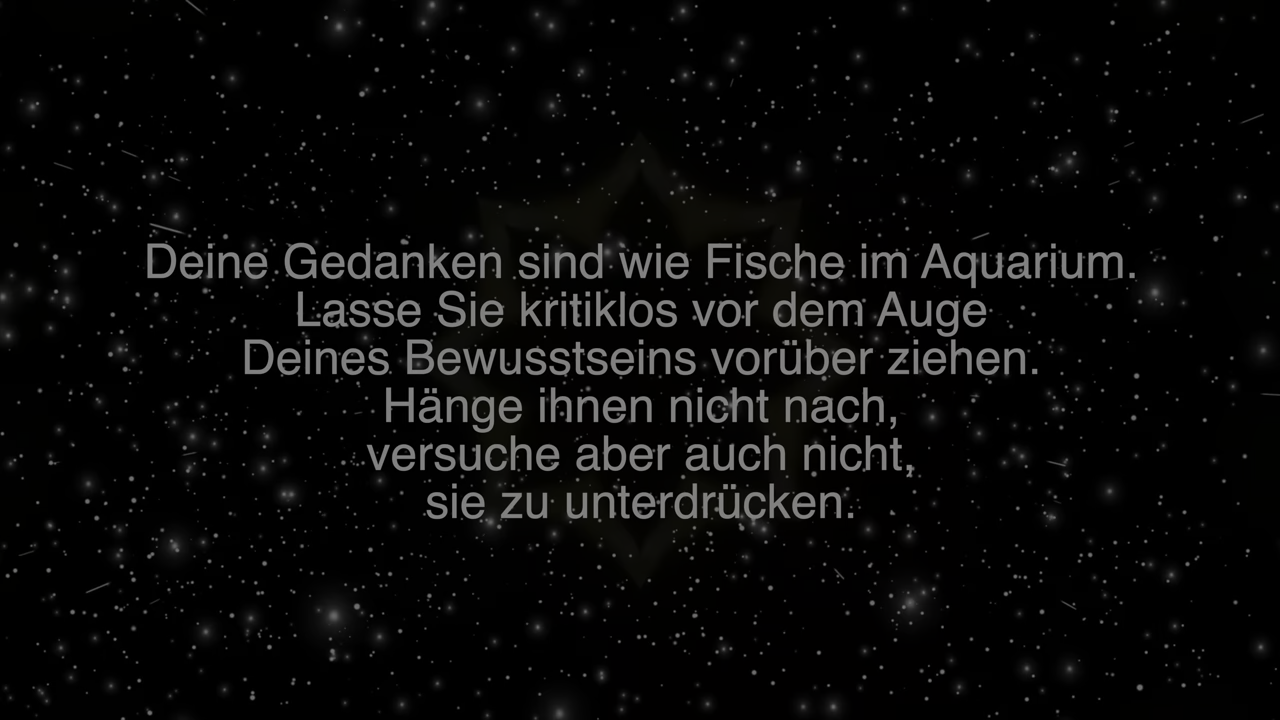 Deine Gedanken sind wie Fische im Aquarium.
Lasse Sie kritiklos vor dem Auge
Deines Bewusstseins vorüber ziehen.
Hänge ihnen nicht nach,
versuche aber auch nicht,
sie zu unterdrücken.